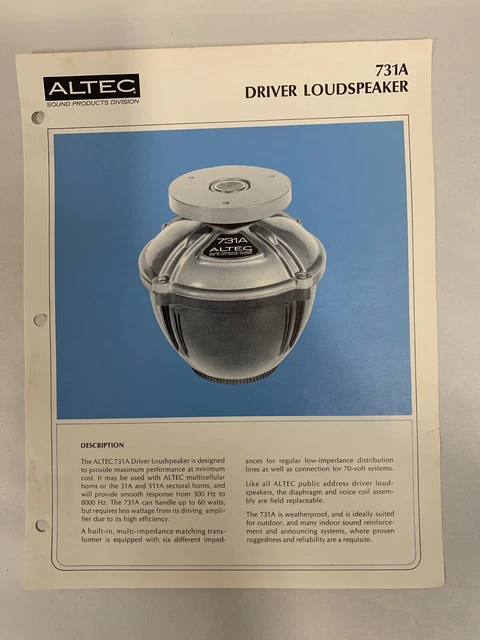 ALTEC
SOUND PRODUCTS DIVISION
731A
DRIVER LOUDSPEAKER
731A
ALTEC
DESCRIPTION
The ALTEC 731A Driver Loudspeaker is designed
to provide maximum performance at minimum
cost. It may be used with ALTEC multicellular
horns or the 31A and 511A sectoral horns, and
will provide smooth response from 300 Hz to
8000 Hz. The 731A can handle up to 60 watts,
but requires less wattage from its driving ampli-
fier due to its high efficiency.
A built-in, multi-impedance matching trans-
former is equipped with six different imped-
ances for regular low-impedance distribution
lines as well as connection for 70-volt systems.
Like all ALTEC public address driver loud-
speakers, the diaphragm and voice coil assem-
bly are field replaceable.
The 731A is weatherproof, and is ideally suited
for outdoor, and many indoor sound reinforce-
ment and announcing systems, where proven
ruggedness and reliability are a requisite.